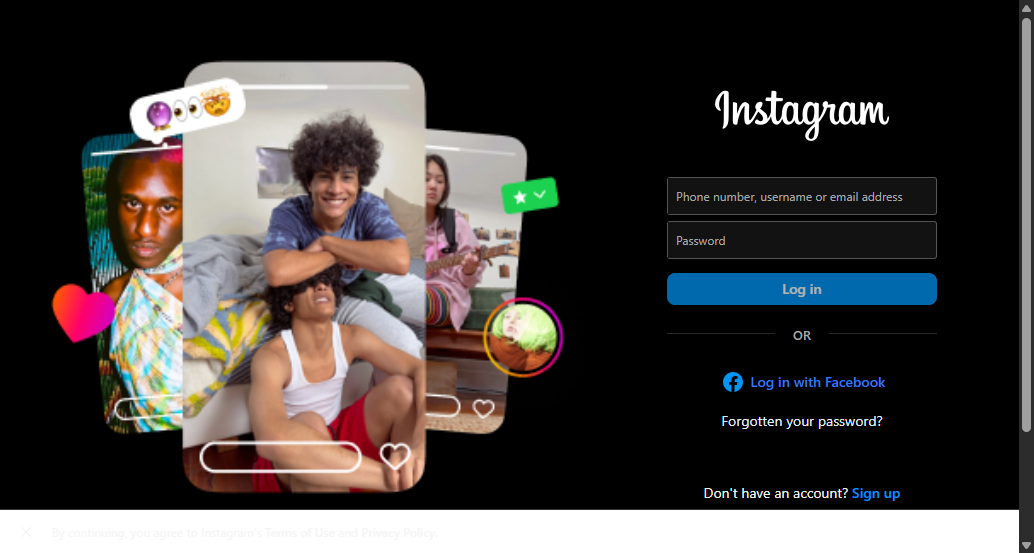 Instagram
Phone number, username or email address
Password
Log in
OR
Log in with Facebook
Forgotten your password?
Don't have an account? Sign up
By continuing, you agree to Instagram's Terms of Use and Privacy Policy.